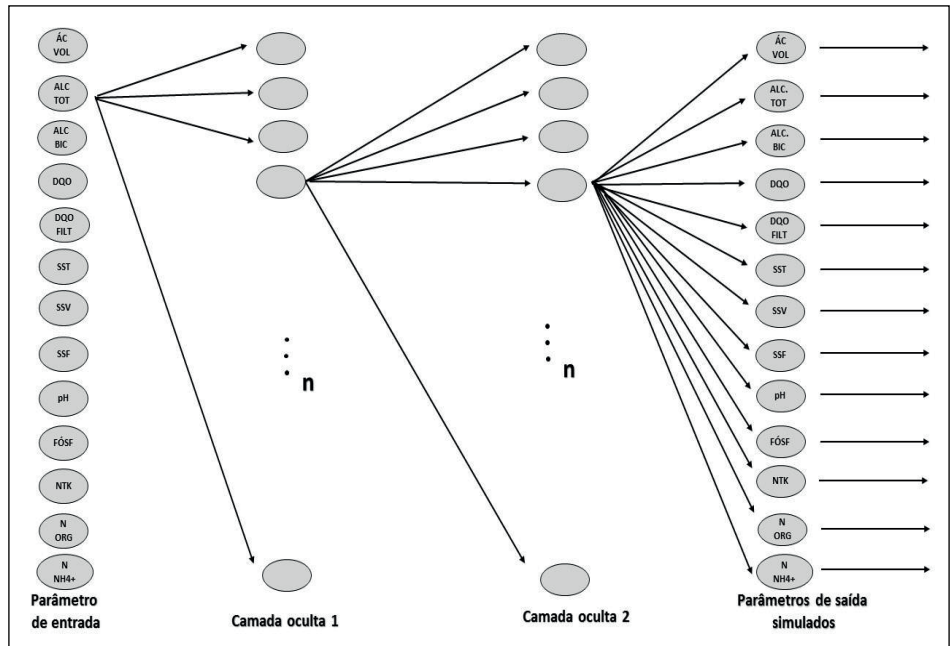 ÁC
VOL
ALC
TOT
ALC
BIC
DQO
DQO
FILT
SST
SSV
SSF
pH
FÓSF
NTK
N
ORG
N
NH4+
Parâmetro
de entrada
n
Camada oculta 1
n
Camada oculta 2
ÁC
VOL
ALC.
TOT
ALC.
BIC
DQO
DQO
FILT
SST
SSV
SSF
pH
FÓSF
NTK
N
ORG
N
NH4+
Parâmetros de saída
simulados